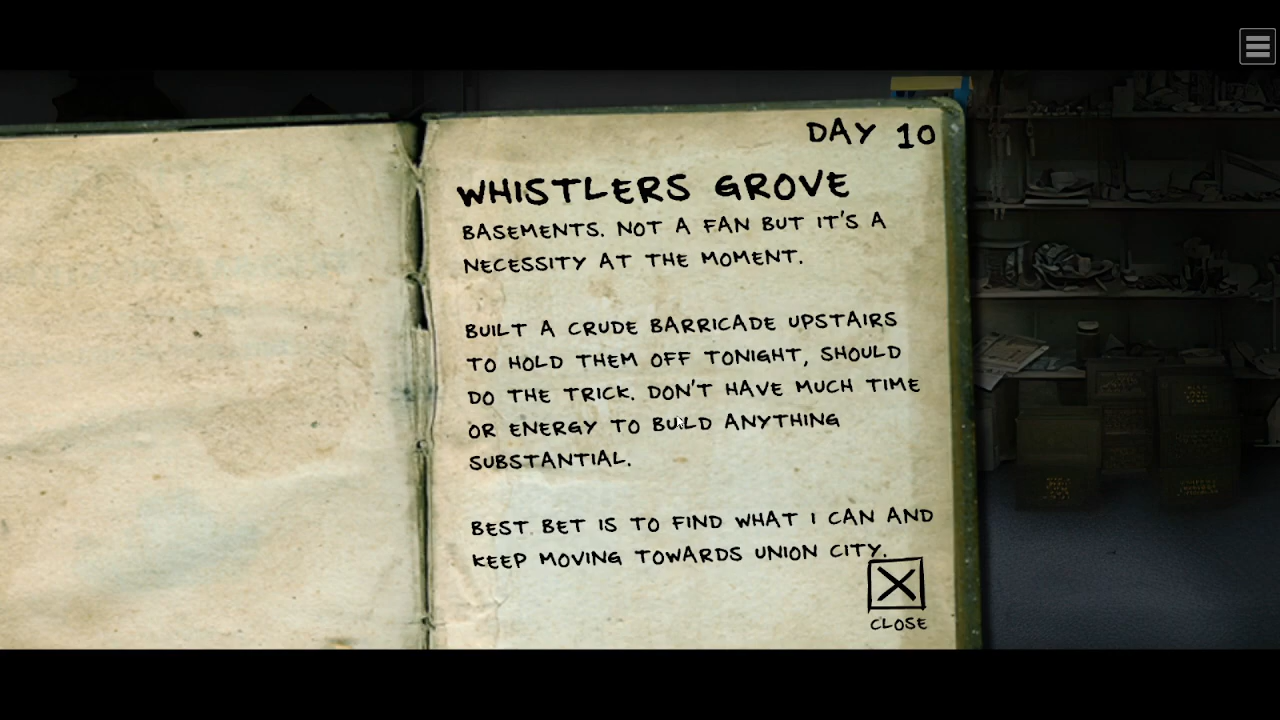 DAY 10
WHISTLERS GROVE
BASEMENTS. NOT A FAN BUT IT'S A
NECESSITY AT THE MOMENT.
BUILT A CRUDE BARRICADE UPSTAIRS
TO HOLD THEM OFF TONIGHT, SHOULD
DO THE TRICK. DON'T HAVE MUCH TIME
OR ENERGY TO BUILD ANYTHING
SUBSTANTIAL.
BEST BET IS TO FIND WHAT I CAN AND
KEEP MOVING TOWARDS UNION CITY.
CLOSE